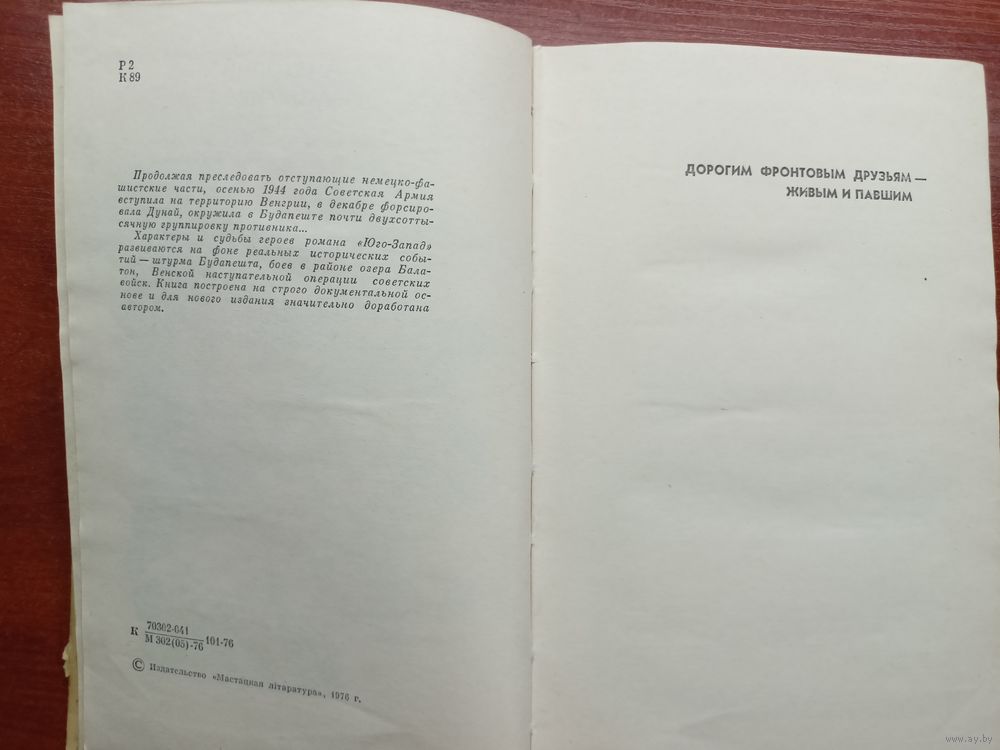 Р 2
К 89
Продолжая преследовать отступающие немецко-фа-
шистские части, осенью 1944 года Советская Армия
вступила на территорию Венгрии, в декабре форсиро-
вала Дунай, окружила в Будапеште почти двухсотты-
сячную группировку противника...
Характеры и судьбы героев романа «Юго-Запад»
развиваются на фоне реальных исторических собы-
тий — штурма Будапешта, боев в районе озера Бала-
тон, Венской наступательной операции советских
войск. Книга построена на строго документальной ос-
нове и для нового издания значительно доработана
автором.
К 70302-041
М 302(05)-76 101-76
© Издательство «Мастацкая літаратура», 1976 г.
ДОРОГИМ ФРОНТОВЫМ ДРУЗЬЯМ —
ЖИВЫМ И ПАВШИМ
www.ay.by